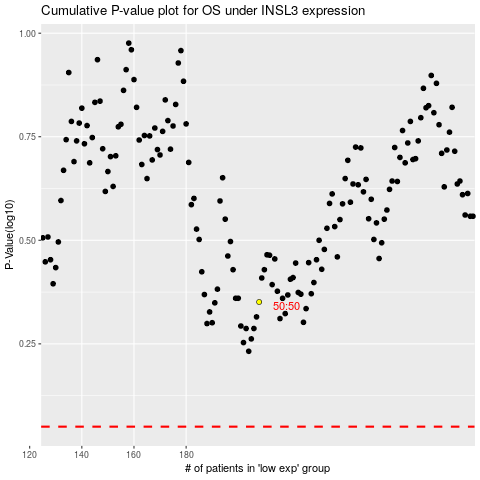 Cumulative P-value plot for OS under INSL3 expression
1.00
0.75
0.50
0.25
P-Value(log10)
50:50
120 140 160 180
# of patients in 'low exp' group